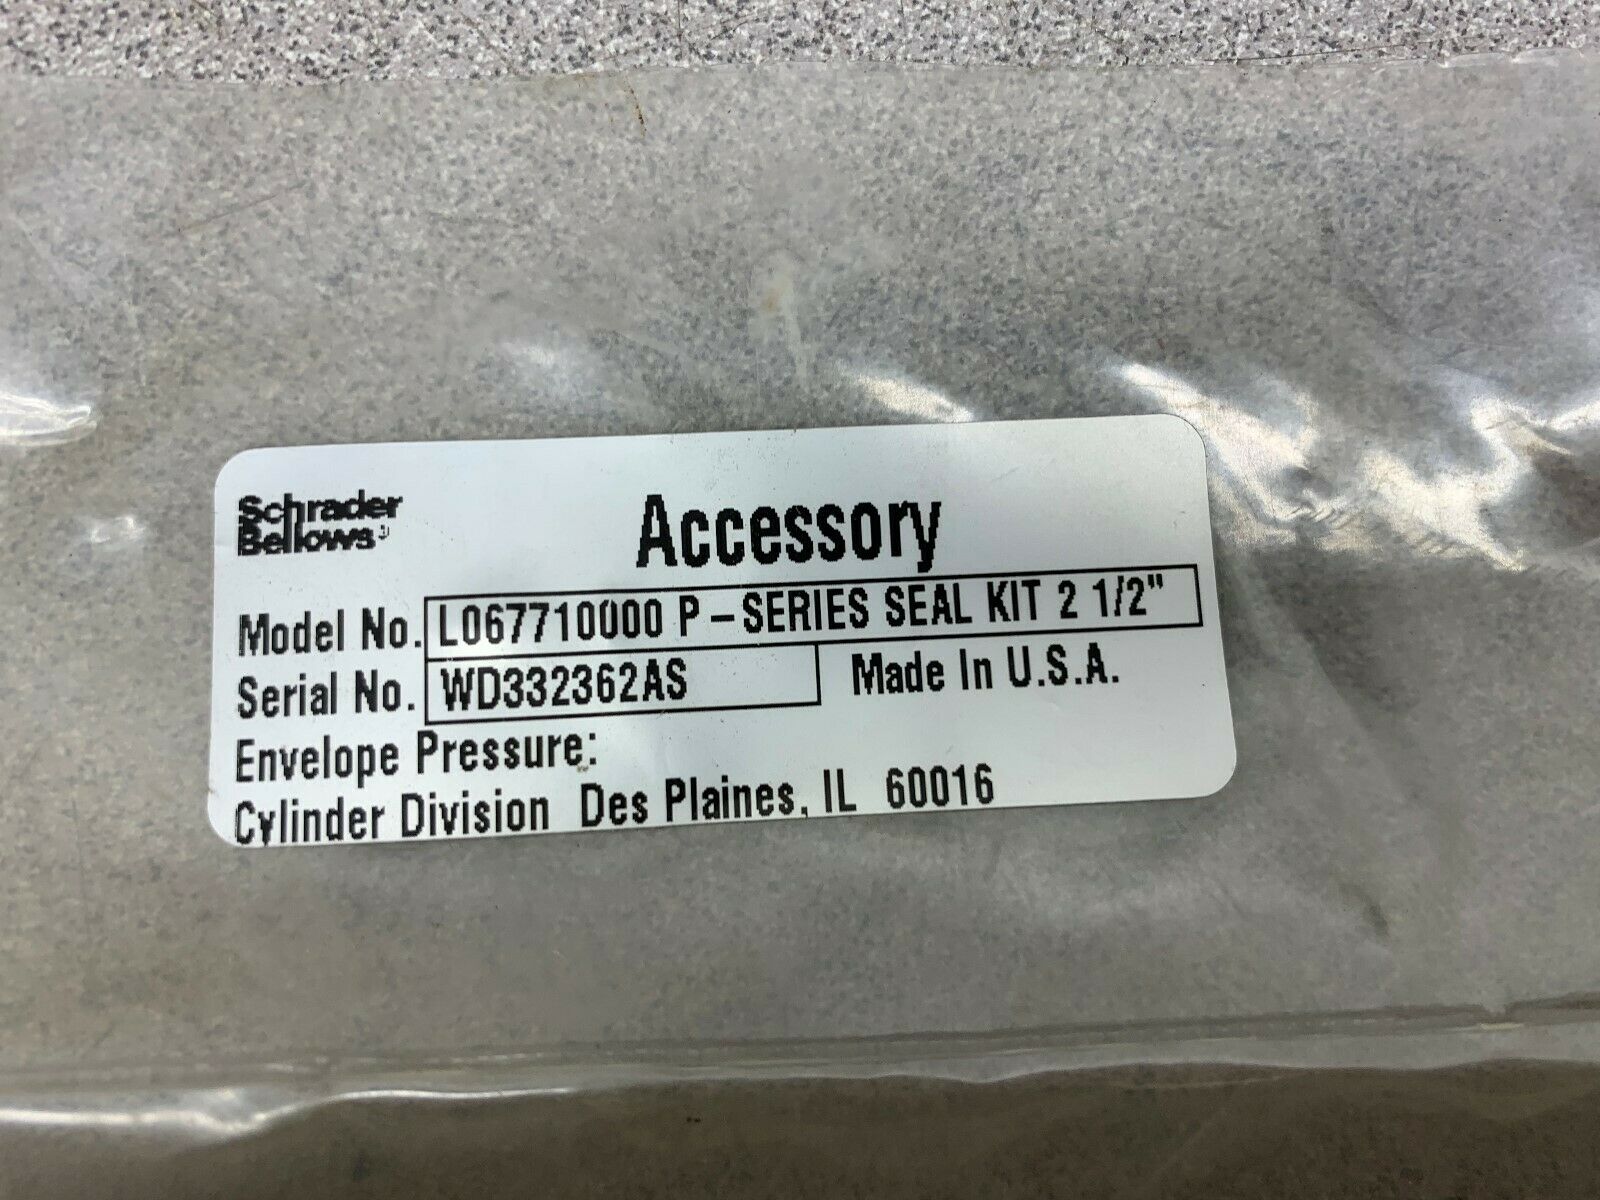 Schrader
Bellows
Accessory
Model No. L067710000 P-SERIES SEAL KIT 2 1/2"
Serial No. WD332362AS Made In U.S.A.
Envelope Pressure:
Cylinder Division Des Plaines, IL 60016